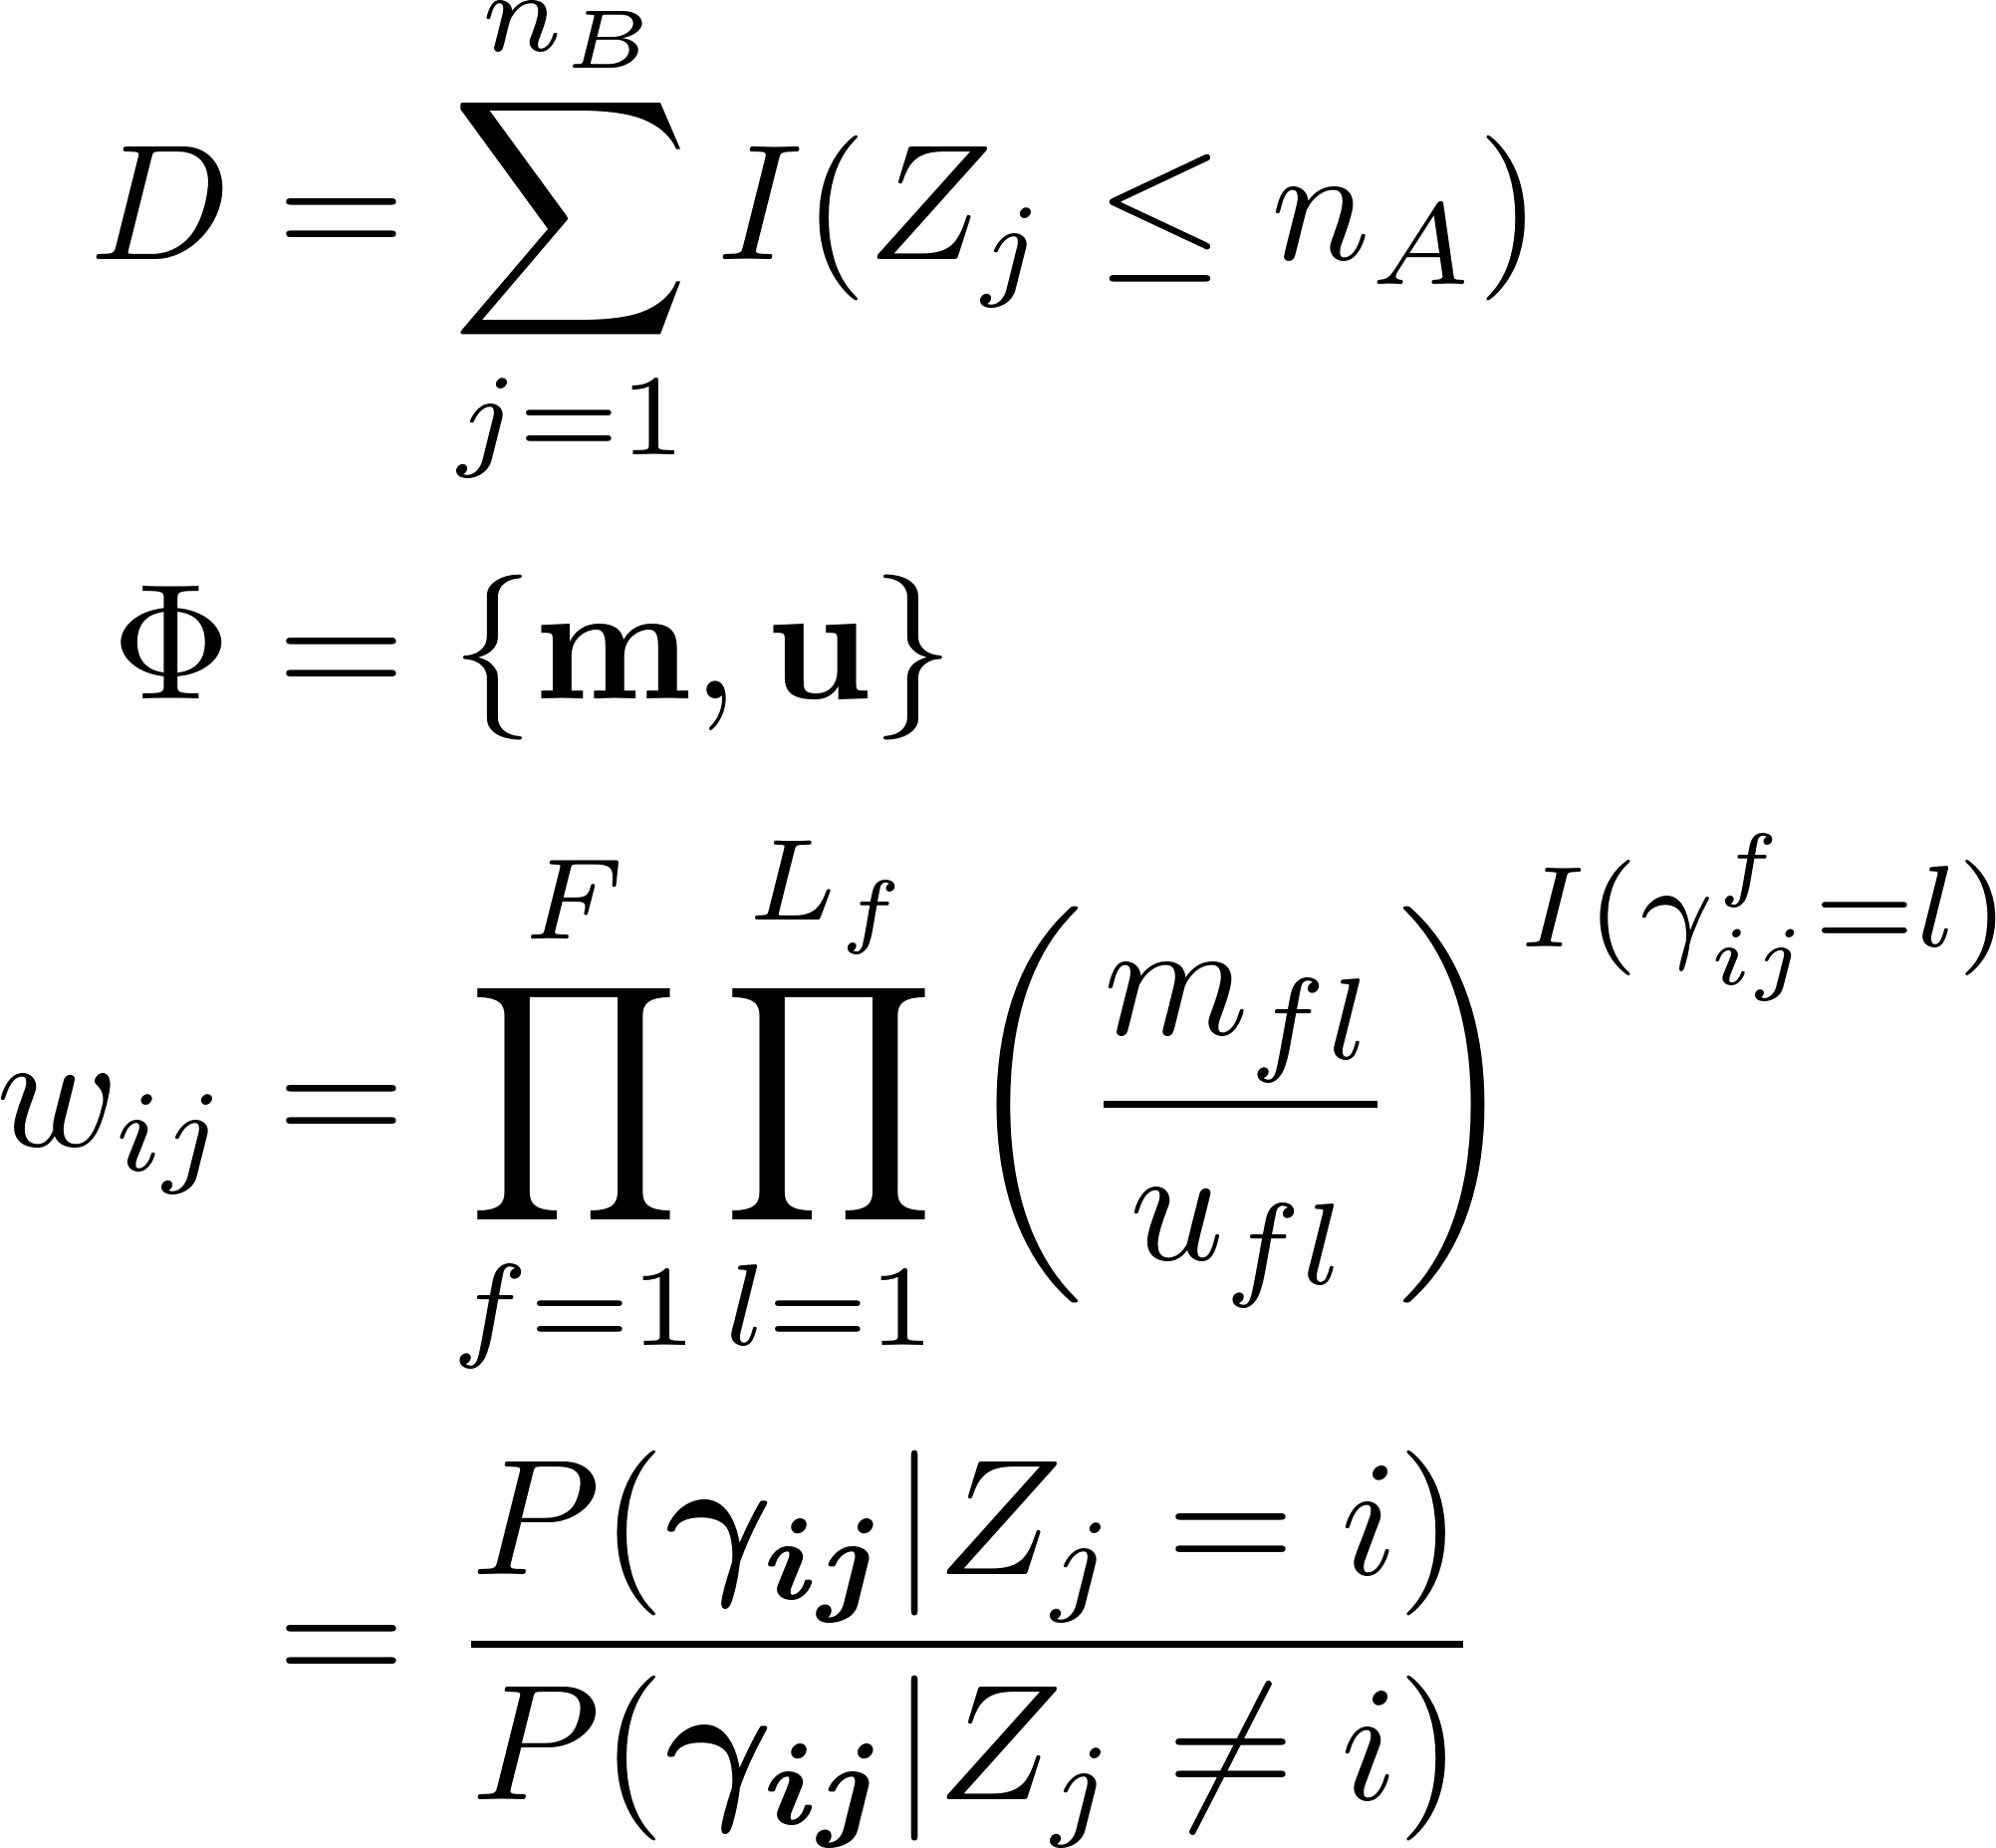 D = \sum_{j=1}^{n_B} I(Z_j \leq n_A)
\Phi = \{\mathbf{m}, \mathbf{u}\}
w_{ij} = \prod_{f=1}^{F} \prod_{l=1}^{L_f} \left( \frac{m_{fl}}{u_{fl}} \right)^{I(\gamma_{ij}^f = l)}
= \frac{P(\boldsymbol{\gamma_{ij}} | Z_j = i)}{P(\boldsymbol{\gamma_{ij}} | Z_j \neq i)}